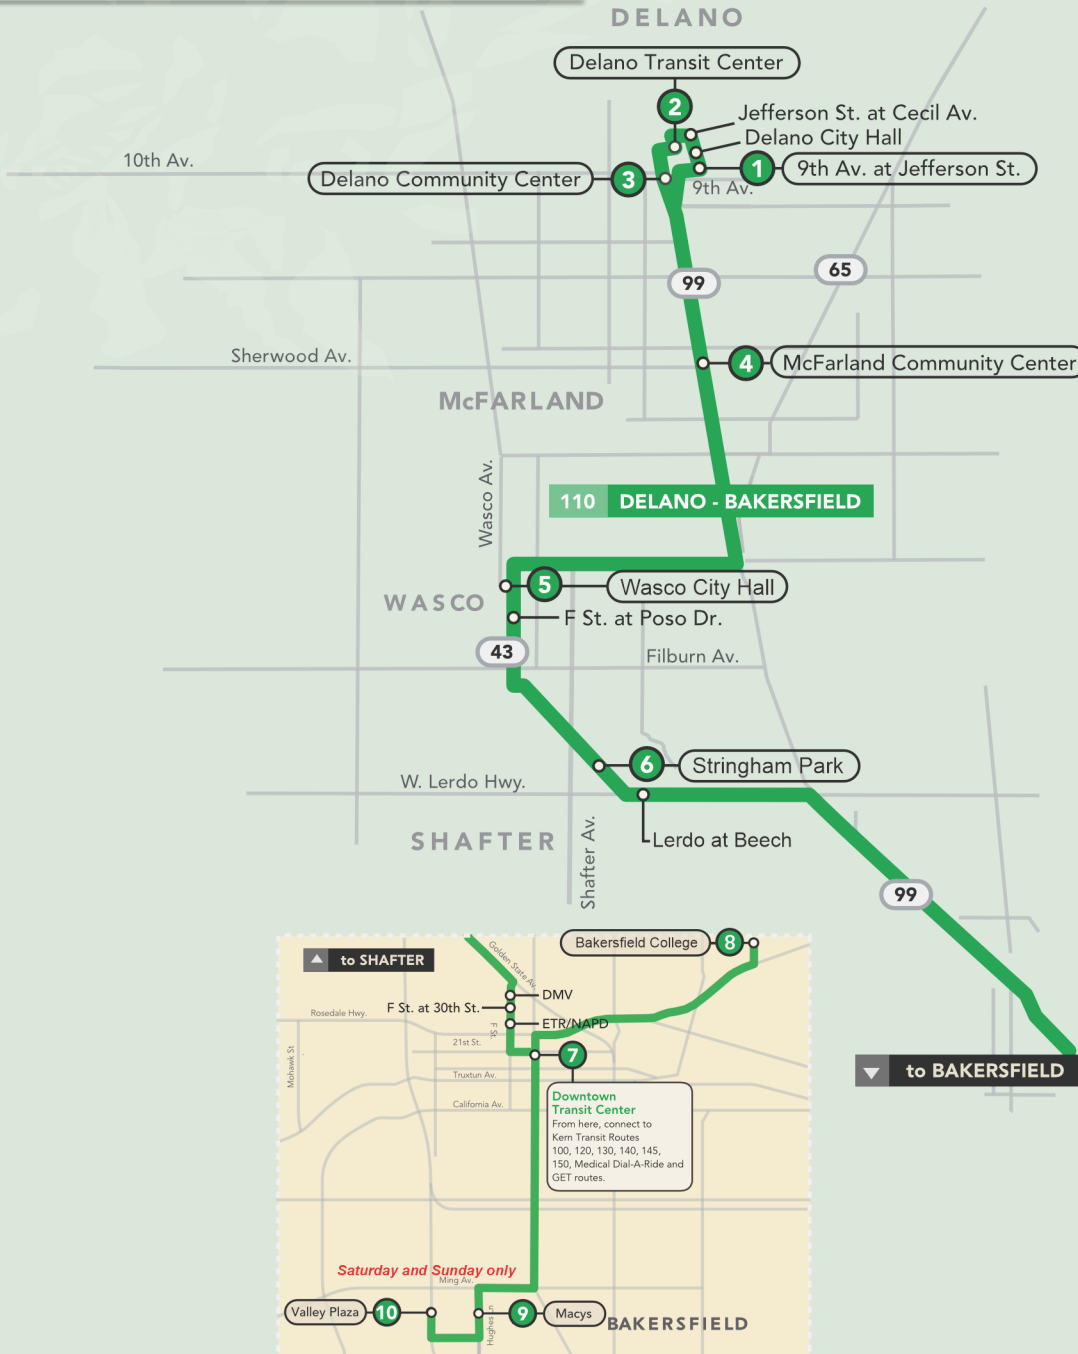 DELANO
Delano Transit Center
2
Jefferson St. at Cecil Av.
Delano City Hall
10th Av.
Delano Community Center
3
1
9th Av. at Jefferson St.
9th Av.
99
65
Sherwood Av.
4
McFarland Community Center
McFARLAND
Wasco Av.
110 DELANO - BAKERSFIELD
5
Wasco City Hall
WASCO
F St. at Poso Dr.
43
Filburn Av.
6
Stringham Park
W. Lerdo Hwy.
SHAFTER
Shafter Av.
Lerdo at Beech
99
to BAKERSFIELD
to SHAFTER
Golden State Av.
Bakersfield College
8
DMV
F St. at 30th St.
Rosedale Hwy.
ETR/NAPD
F St.
21st St.
7
Mohawk St
Truxtun Av.
California Av.
Downtown
Transit Center
From here, connect to
Kern Transit Routes
100, 120, 130, 140, 145,
150, Medical Dial-A-Ride and
GET routes.
Saturday and Sunday only
Ming Av.
Valley Plaza
10
Hughes Ln
9
Macys
BAKERSFIELD